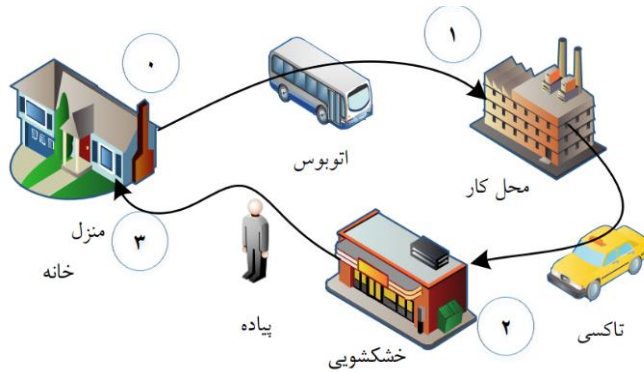 ۰
۱
اتوبوس
محل کار
منزل
۳
خانه
پیاده
۲
خشکشویی
تاکسی